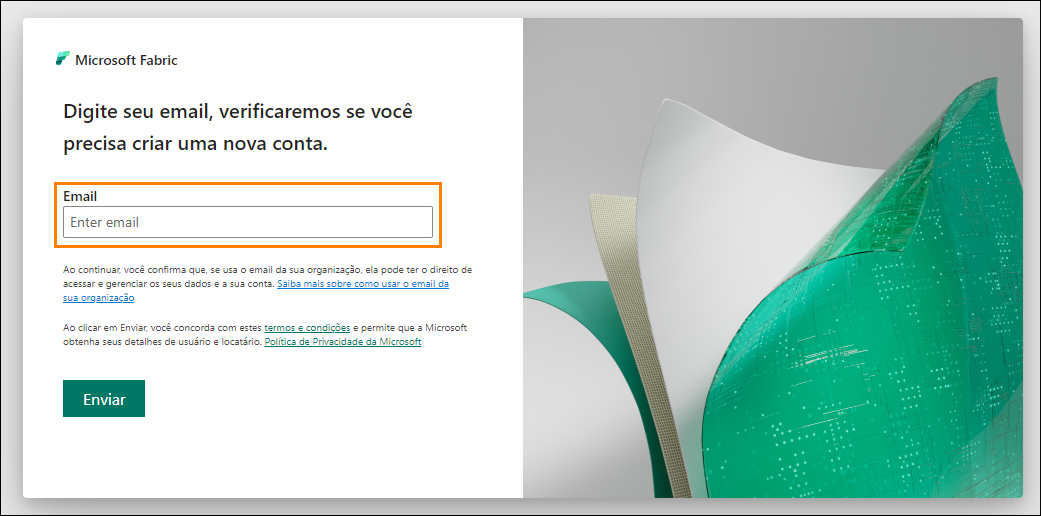 Microsoft Fabric
Digite seu email, verificaremos se você
precisa criar uma nova conta.
Email
Enter email
Ao continuar, você confirma que, se usa o email da sua organização, ela pode ter o direito de
acessar e gerenciar os seus dados e a sua conta. Saiba mais sobre como usar o email da
sua organização
Ao clicar em Enviar, você concorda com estes termos e condições e permite que a Microsoft
obtenha seus detalhes de usuário e locatário. Política de Privacidade da Microsoft
Enviar